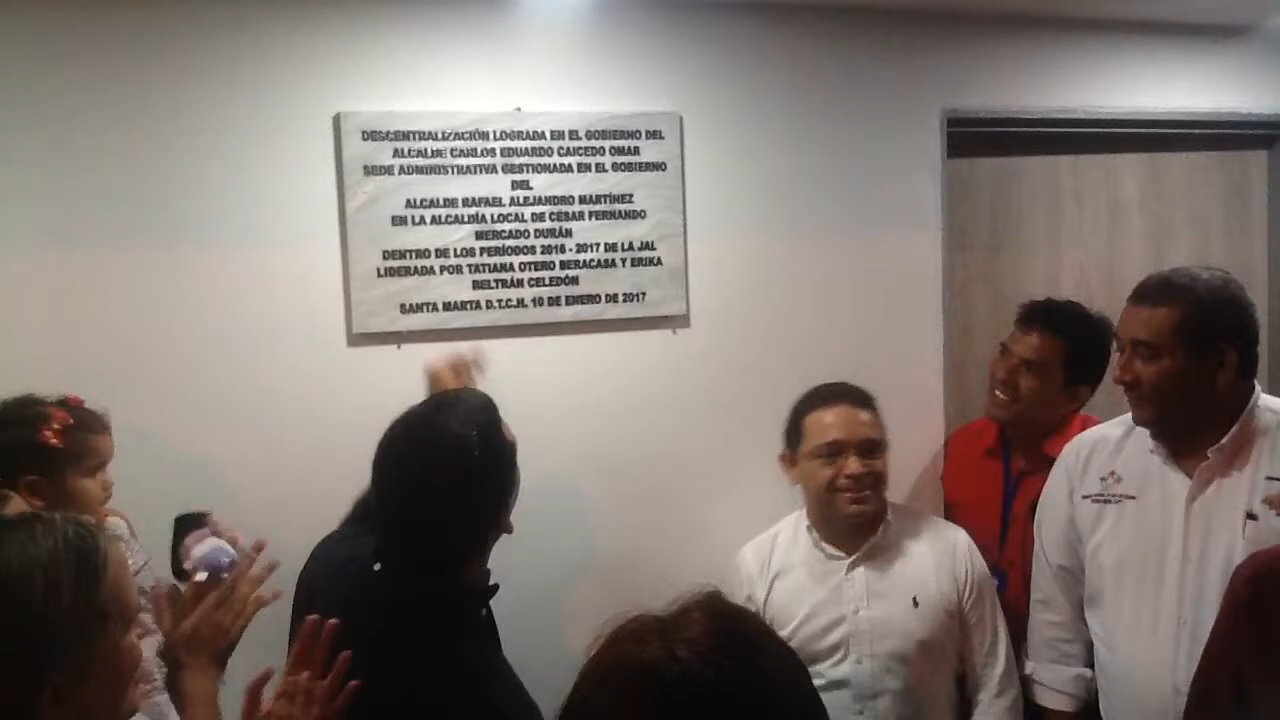 DESCENTRALIZACIÓN LOGRADA EN EL GOBIERNO DEL
ALCALDE CARLOS EDUARDO CAICEDO OMAR
SEDE ADMINISTRATIVA GESTIONADA EN EL GOBIERNO
DEL
ALCALDE RAFAEL ALEJANDRO MARTÍNEZ
EN LA ALCALDÍA LOCAL DE CÉSAR FERNANDO
MERCADO DURÁN
DENTRO DE LOS PERÍODOS 2016 - 2017 DE LA JAL
LIDERADA POR TATIANA OTERO BERACASA Y ERIKA
BELTRÁN CELEDÓN
SANTA MARTA D.T.C.H. 10 DE ENERO DE 2017